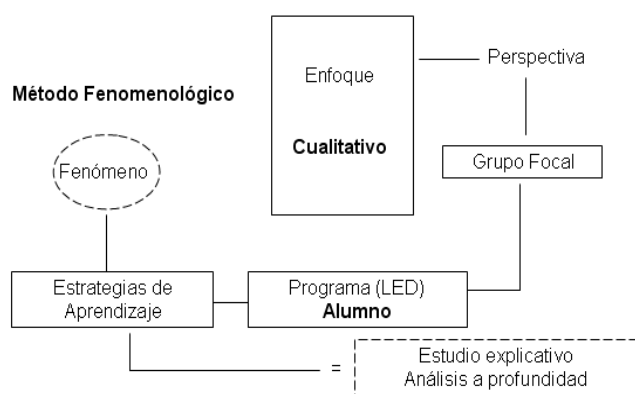 Enfoque
Cualitativo
Perspectiva
Método Fenomenológico
Fenómeno
Grupo Focal
Estrategias de
Aprendizaje
Programa (LED)
Alumno
=
Estudio explicativo
Análisis a profundidad